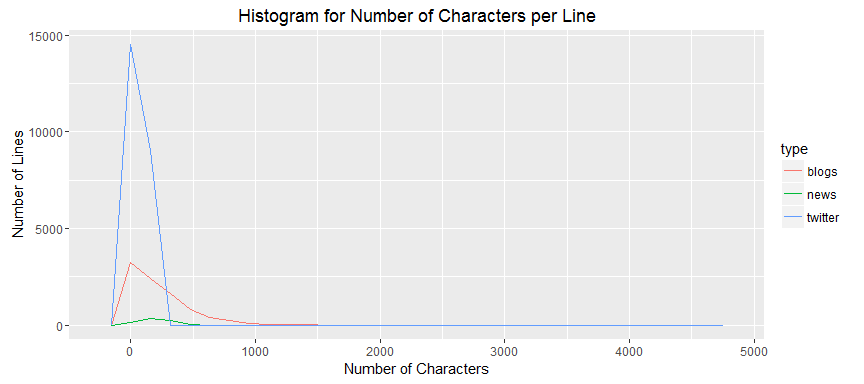 Histogram for Number of Characters per Line
Number of Lines
15000
10000
5000
0
0 1000 2000 3000 4000 5000
Number of Characters
type
blogs
news
twitter